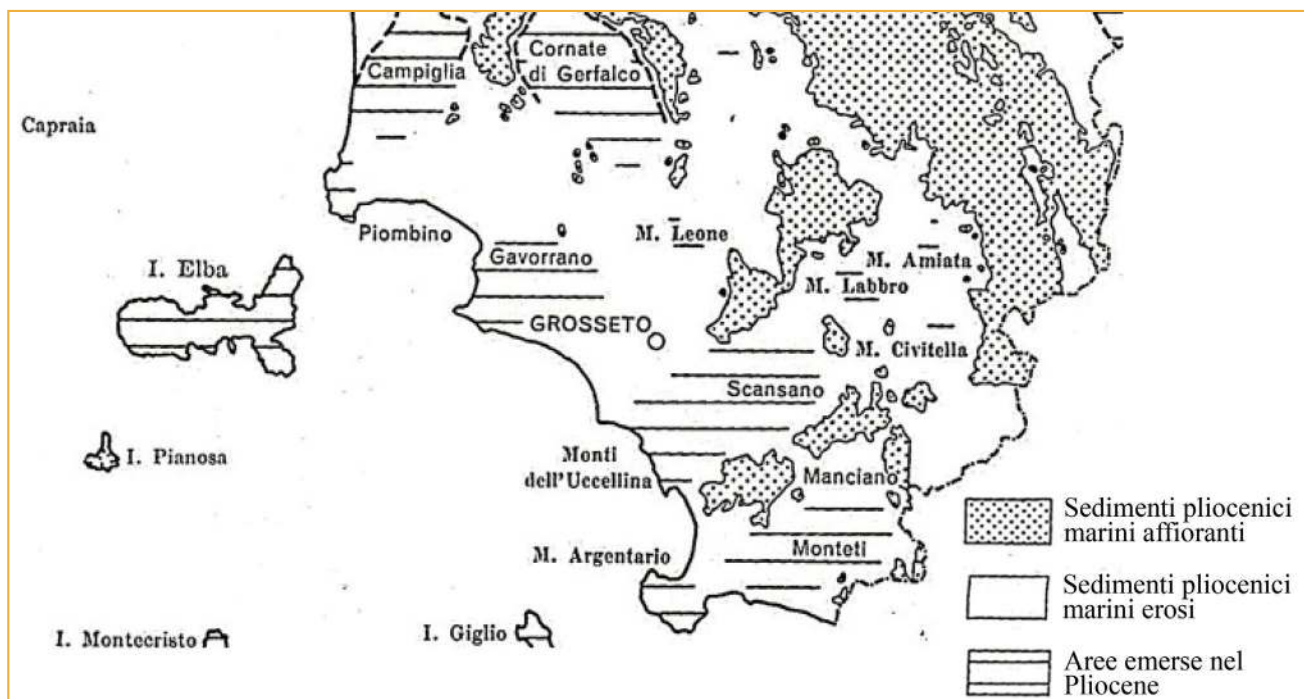 Cornate
di Gerfalco
Campiglia
Capraia
Piombino
M. Leone
Gavorrano
M. Amiata
I. Elba
M. Labbro
GROSSETO
M. Civitella
Scansano
I. Pianosa
Monti
dell'Uccellina
Manciano
Monteti
M. Argentario
I. Montecristo
I. Giglio
Sedimenti pliocenici
marini affioranti
Sedimenti pliocenici
marini erosi
Aree emerse nel
Pliocene